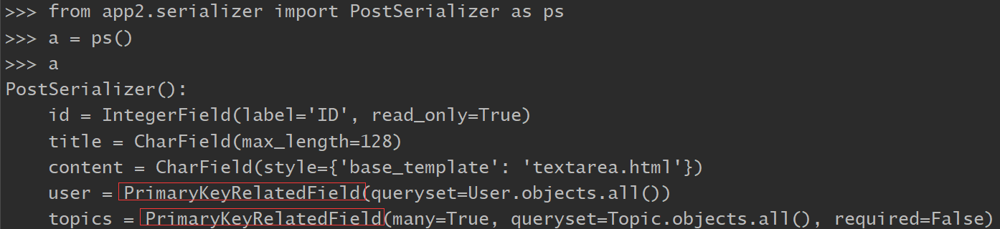 >>> from app2.serializer import PostSerializer as ps
>>> a = ps()
>>> a
PostSerializer():
    id = IntegerField(label='ID', read_only=True)
    title = CharField(max_length=128)
    content = CharField(style={'base_template': 'textarea.html'})
    user = PrimaryKeyRelatedField(queryset=User.objects.all())
    topics = PrimaryKeyRelatedField(many=True, queryset=Topic.objects.all(), required=False)